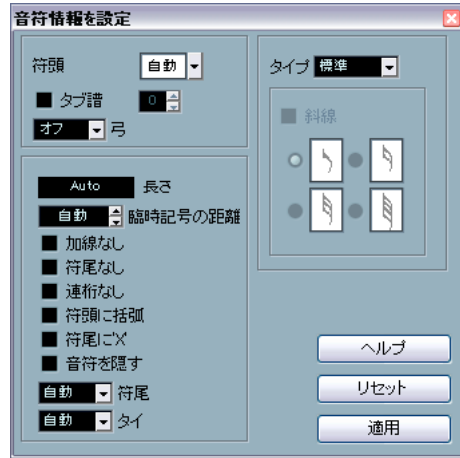 音符情報を設定
符頭 自動
タブ譜 0
オフ 弓
Auto 長さ
自動 臨時記号の距離
加線なし
符尾なし
連桁なし
符頭に括弧
符尾に'X'
音符を隠す
自動 符尾
自動 タイ
タイプ 標準
斜線
ヘルプ
リセット
適用